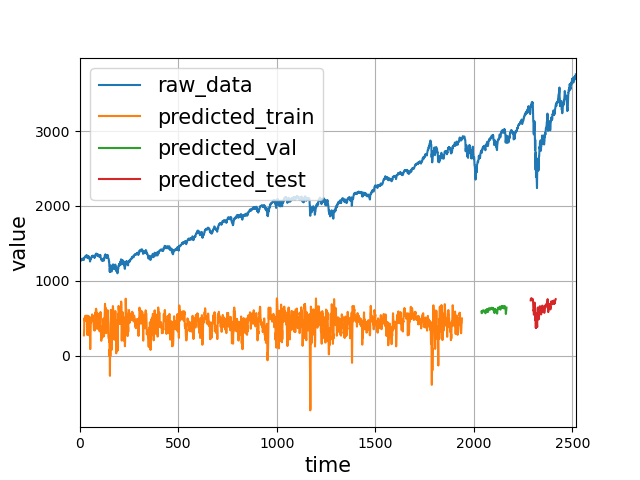 raw_data
predicted_train
predicted_val
predicted_test
value
3000
2000
1000
0
0 500 1000 1500 2000 2500
time